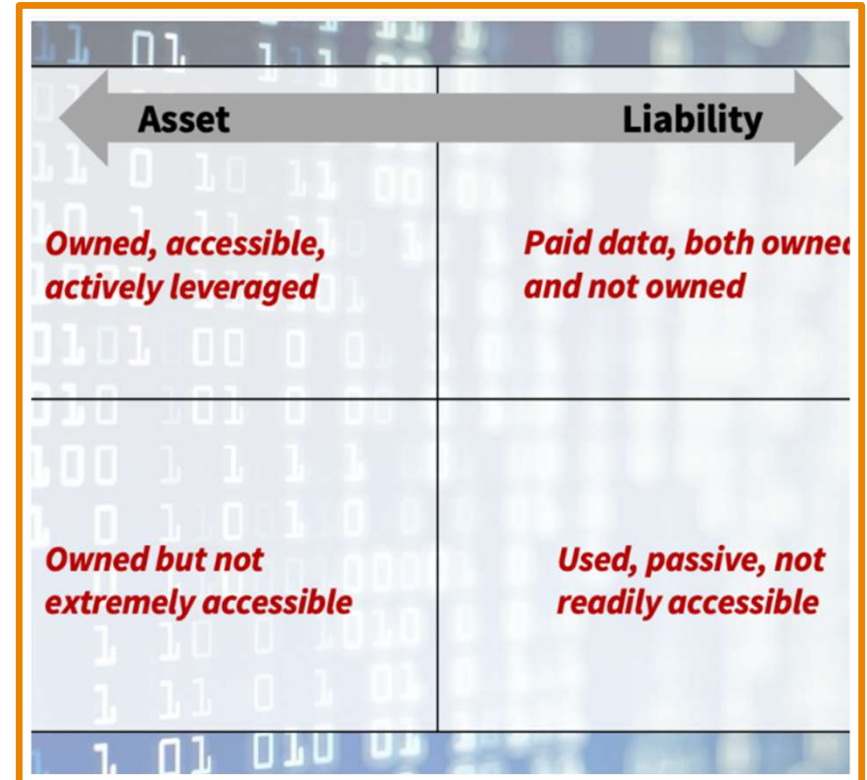 Asset
Liability
Owned, accessible,
actively leveraged
Paid data, both owned
and not owned
Owned but not
extremely accessible
Used, passive, not
readily accessible